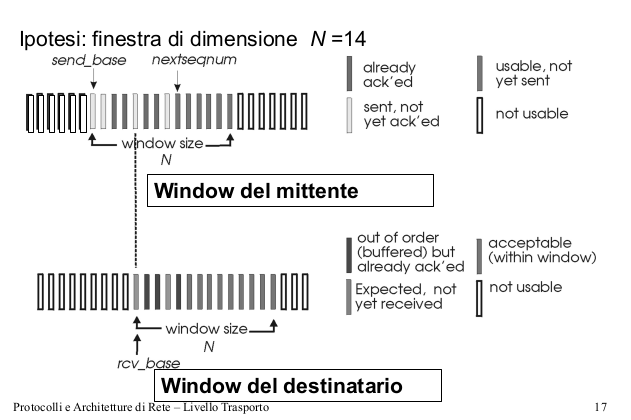 Ipotesi: finestra di dimensione N =14
send_base
nextseqnum
already
ack'ed
usable, not
yet sent
sent, not
yet ack'ed
not usable
window size
N
Window del mittente
out of order
(buffered) but
already ack'ed
acceptable
(within window)
Expected, not
yet received
not usable
window size
N
rcv_base
Window del destinatario
Protocolli e Architetture di Rete – Livello Trasporto
17